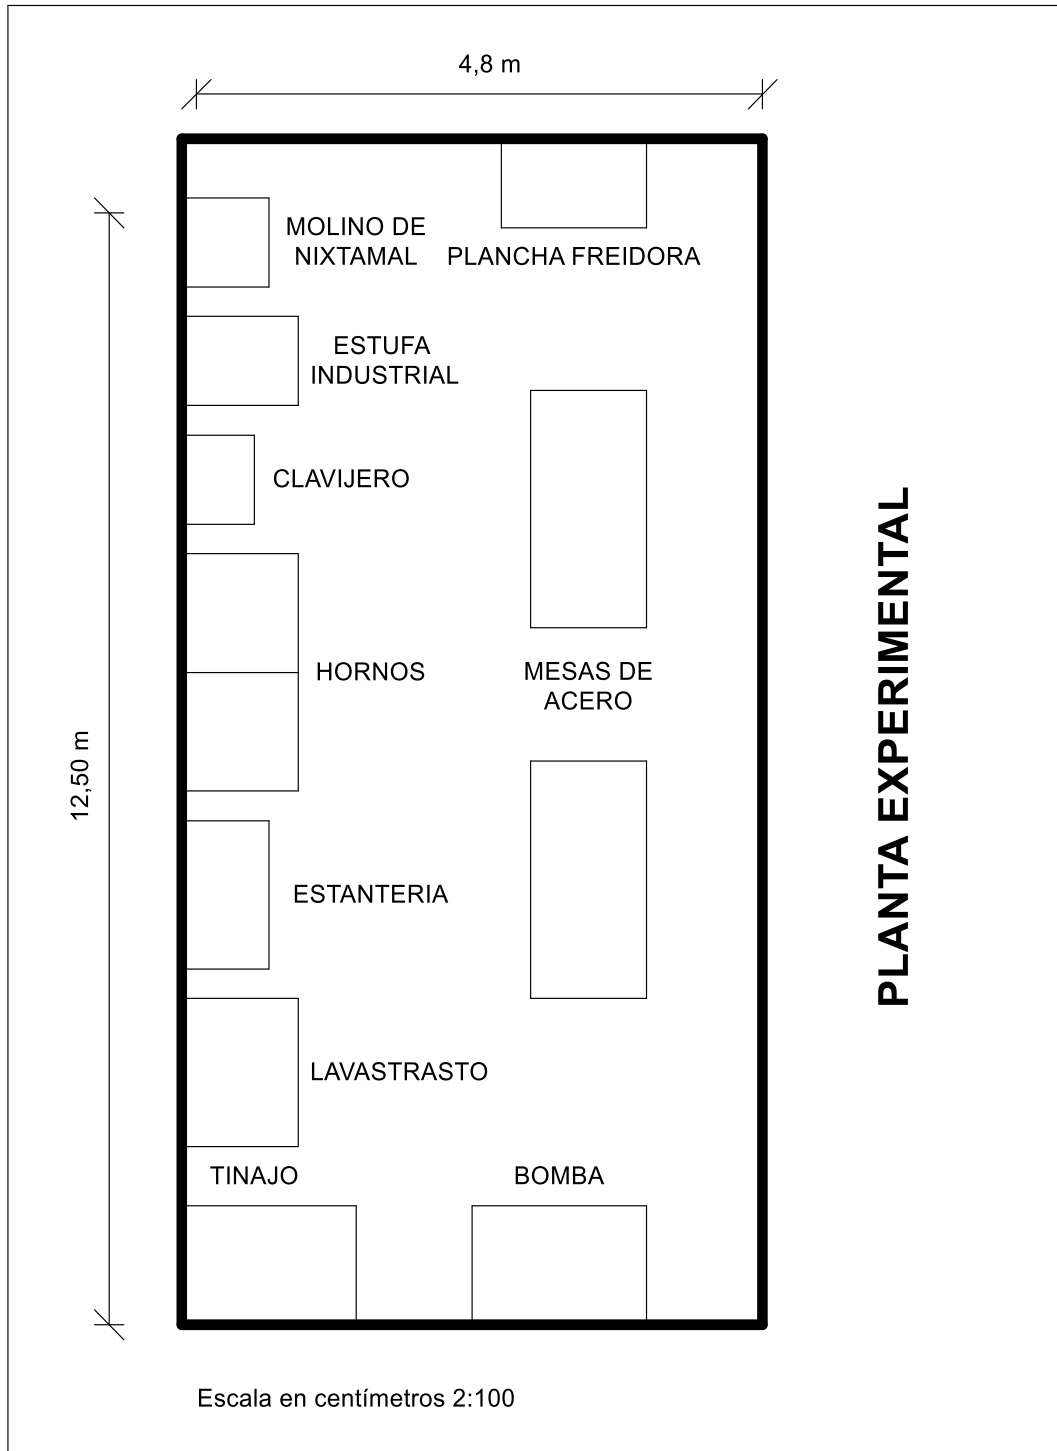 4,8 m
MOLINO DE
NIXTAMAL
PLANCHA FREIDORA
ESTUFA
INDUSTRIAL
CLAVIJERO
HORNOS
MESAS DE
ACERO
12,50 m
ESTANTERIA
LAVASTRASTO
TINAJO
BOMBA
PLANTA EXPERIMENTAL
Escala en centímetros 2:100